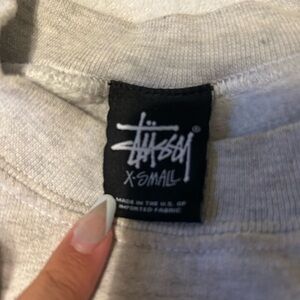 Stüssy®
X-SMALL
MADE IN THE U.S. OF
IMPORTED FABRIC